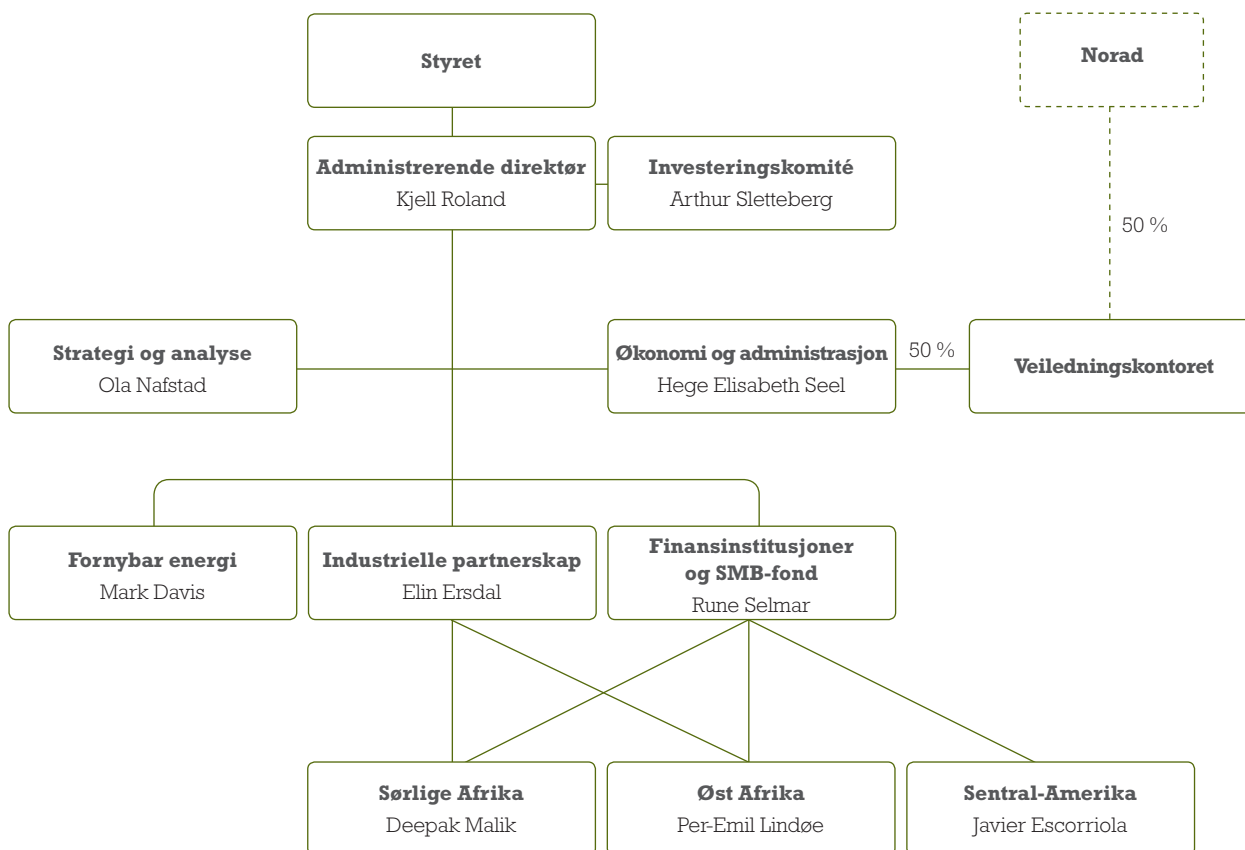 Styret
Norad
Administrerende direktør
Kjell Roland
Investeringskomité
Arthur Sletteberg
50 %
Strategi og analyse
Ola Nafstad
Økonomi og administrasjon
Hege Elisabeth Seel
50 %
Veiledningskontoret
Fornybar energi
Mark Davis
Industrielle partnerskap
Elin Ersdal
Finansinstitusjoner
og SMB-fond
Rune Selmar
Sørlige Afrika
Deepak Malik
Øst Afrika
Per-Emil Lindøe
Sentral-Amerika
Javier Escorriola